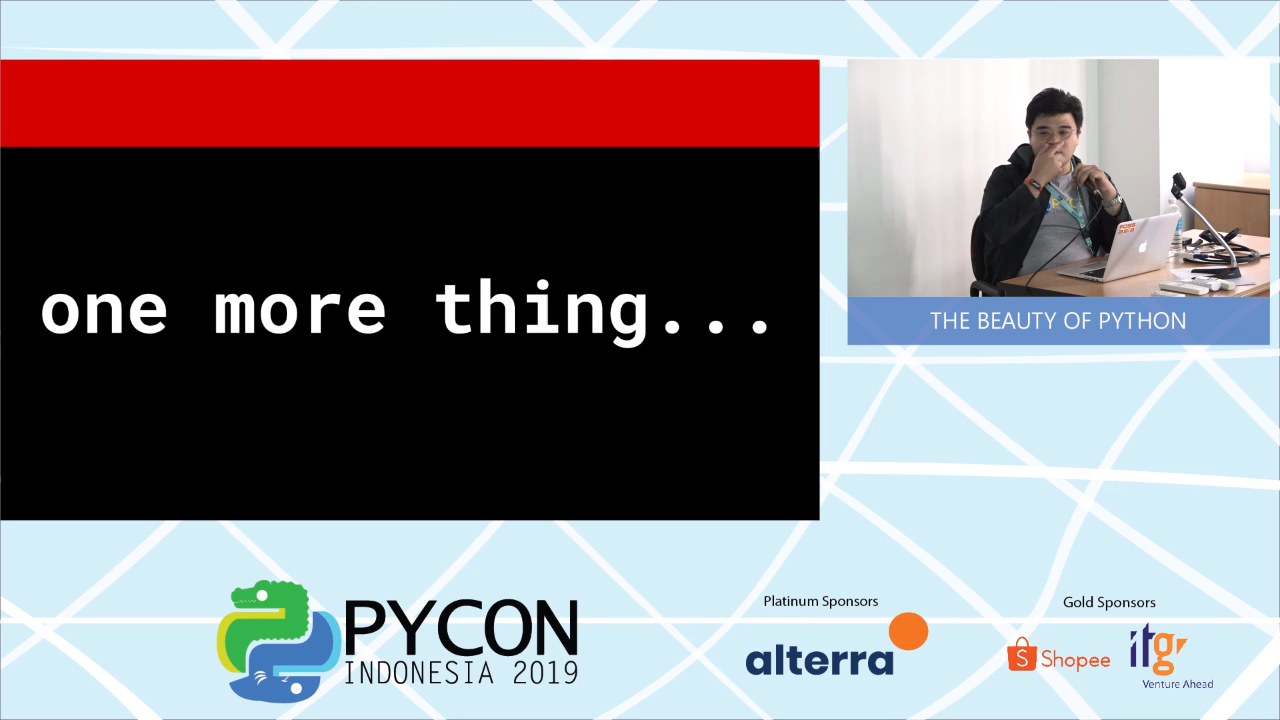 one more thing...
THE BEAUTY OF PYTHON
PYCON
INDONESIA 2019
Platinum Sponsors
alterra
Gold Sponsors
Shopee
itg
Venture Ahead